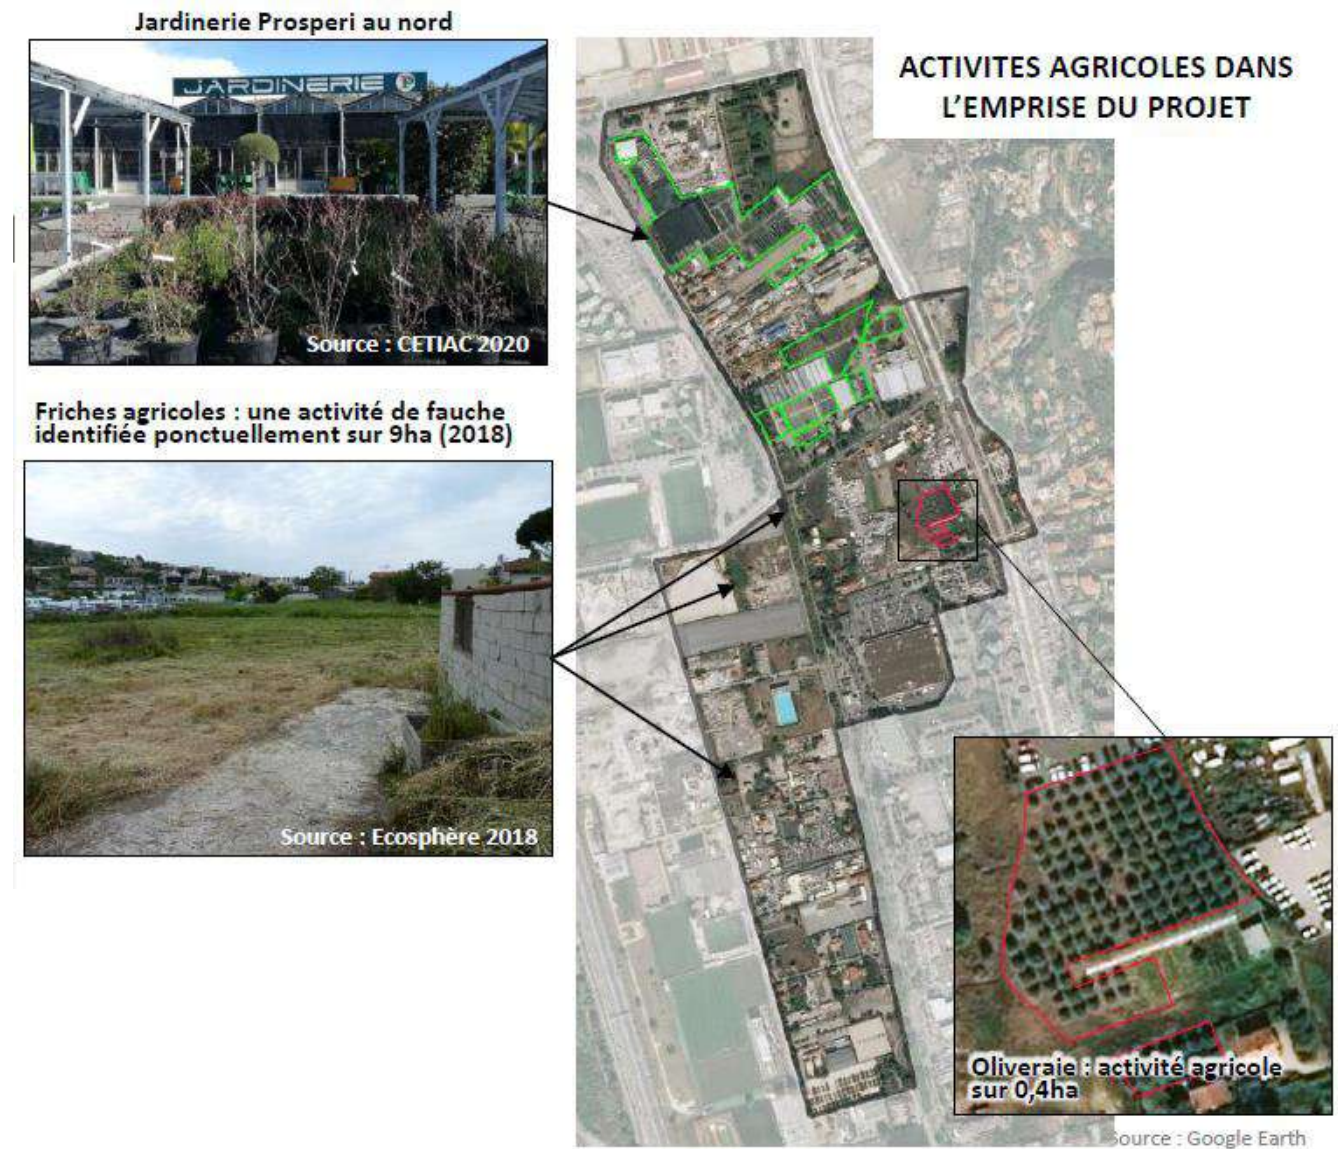 Jardinerie Prosperi au nord
JARDINERIE
Source : CETIAC 2020
ACTIVITES AGRICOLES DANS
L’EMPRISE DU PROJET
Friches agricoles : une activité de fauche
identifiée ponctuellement sur 9ha (2018)
Source : Ecosphère 2018
Oliveraie : activité agricole
sur 0,4ha
Source : Google Earth